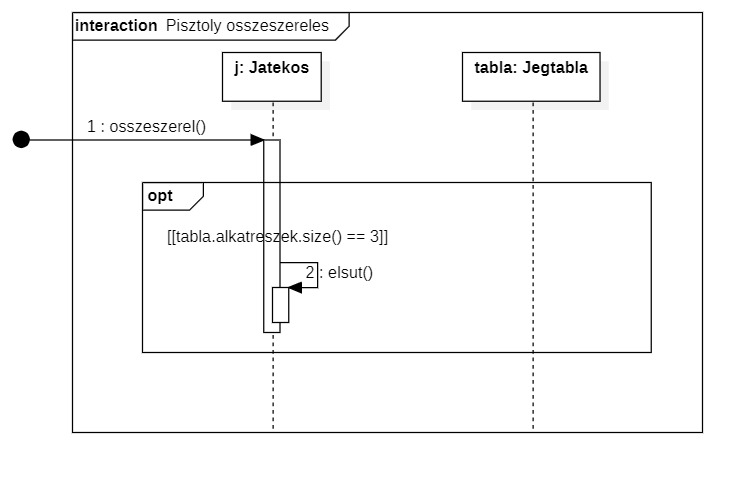 interaction Pisztoly osszeszereles
j: Jatekos
tabla: Jegtabla
1 : osszeszerel()
opt
[[tabla.alkatreszek.size() == 3]]
2 : elsut()